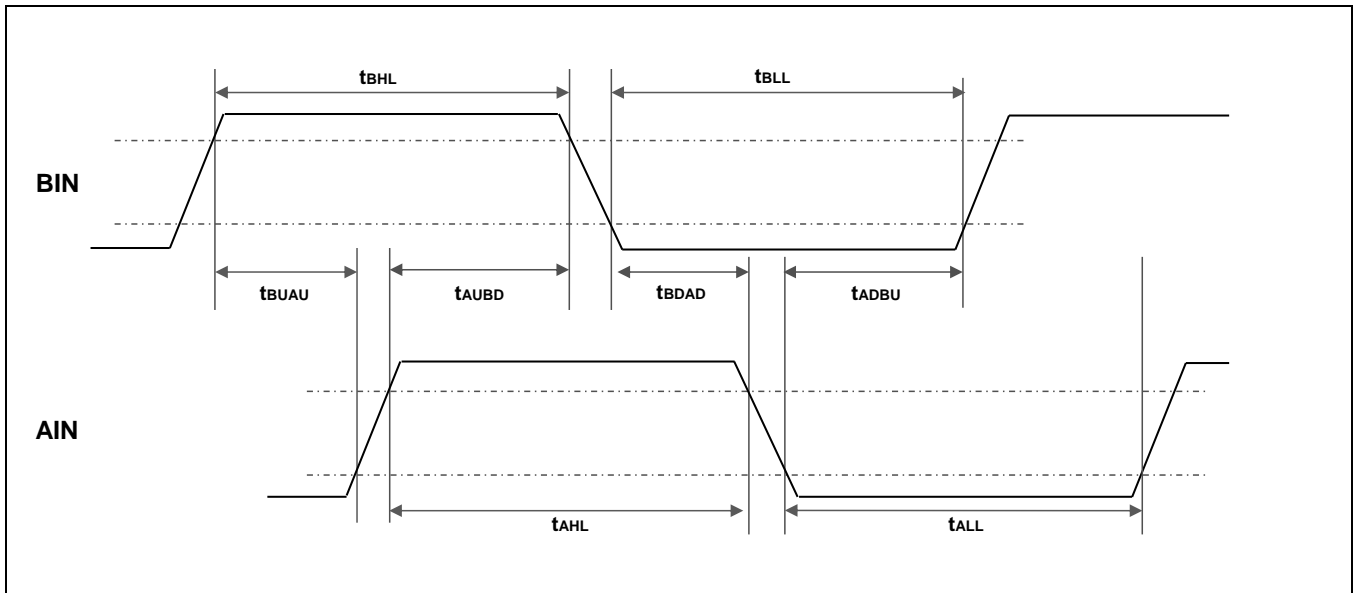 tBHL
tBLL
BIN
tBUAU
tAUBD
tBDAD
tADBU
AIN
tAHL
tALL